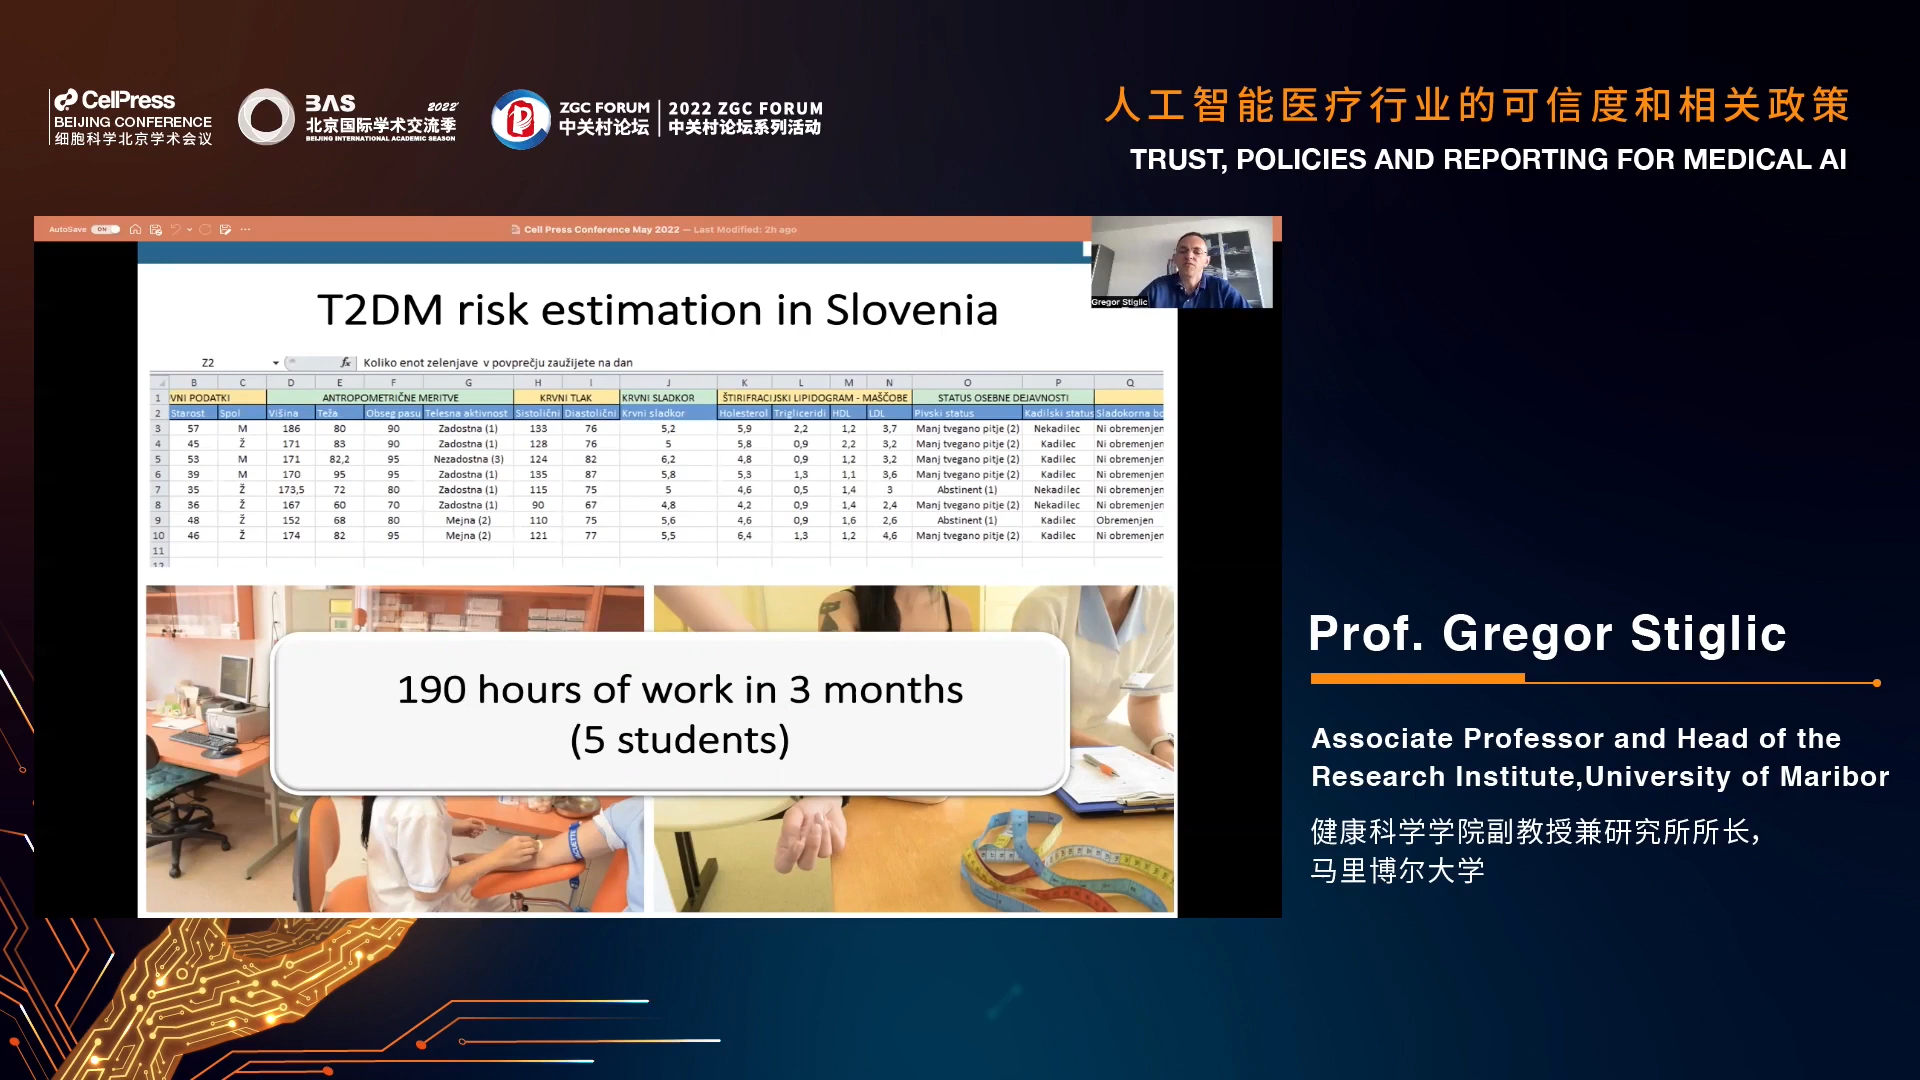 CellPress
BEIJING CONFERENCE
细胞科学北京学术会议
BAS 2022'
北京国际学术交流季
BEIJING INTERNATIONAL ACADEMIC SEASON
ZGC FORUM
中关村论坛
2022 ZGC FORUM
中关村论坛系列活动
人工智能医疗行业的可信度和相关政策
TRUST, POLICIES AND REPORTING FOR MEDICAL AI
AutoSave ON
Cell Press Conference May 2022 — Last Modified: 2h ago
Gregor Stiglic
T2DM risk estimation in Slovenia
Z2 fx Koliko enot zelenjave v povprečju zaužijete na dan
B C D E F G H I J K L M N O P Q
1 VNI PODATKI ANTROPOMETRIČNE MERITVE KRVNI TLAK KRVNI SLADKOR ŠTIRIFRACIJSKI LIPIDOGRAM - MAŠČOBE STATUS OSEBNE DEJAVNOSTI
2 Starost Spol Višina Teža Obseg pasu Telesna aktivnost Sistolični Diastolični Krvni sladkor Holesterol Trigliceridi HDL LDL Pivski status Kadilski status Sladokorna bo
3 57 M 186 80 90 Zadostna (1) 133 76 5,2 5,9 2,2 1,2 3,7 Manj tvegano pitje (2) Nekadilec Ni obremenjen
4 45 Ž 171 83 90 Zadostna (1) 128 76 5 5,8 0,9 2,2 3,2 Manj tvegano pitje (2) Kadilec Ni obremenjen
5 53 M 171 82,2 95 Nezadostna (3) 124 82 6,2 4,8 0,9 1,2 3,2 Manj tvegano pitje (2) Kadilec Ni obremenjen
6 39 M 170 95 95 Zadostna (1) 135 87 5,8 5,3 1,3 1,1 3,6 Manj tvegano pitje (2) Kadilec Ni obremenjen
7 35 Ž 173,5 72 80 Zadostna (1) 115 75 5 4,6 0,5 1,4 3 Abstinent (1) Nekadilec Ni obremenjen
8 36 Ž 167 60 70 Zadostna (1) 90 67 4,8 4,2 0,9 1,4 2,4 Manj tvegano pitje (2) Nekadilec Ni obremenjen
9 48 Ž 152 68 80 Mejna (2) 110 75 5,6 4,6 0,9 1,6 2,6 Abstinent (1) Kadilec Obremenjen
10 46 Ž 174 82 95 Mejna (2) 121 77 5,5 6,4 1,3 1,2 4,6 Manj tvegano pitje (2) Kadilec Ni obremenjen
11
12
190 hours of work in 3 months
(5 students)
Prof. Gregor Stiglic
Associate Professor and Head of the
Research Institute,University of Maribor
健康科学学院副教授兼研究所所长,
马里博尔大学